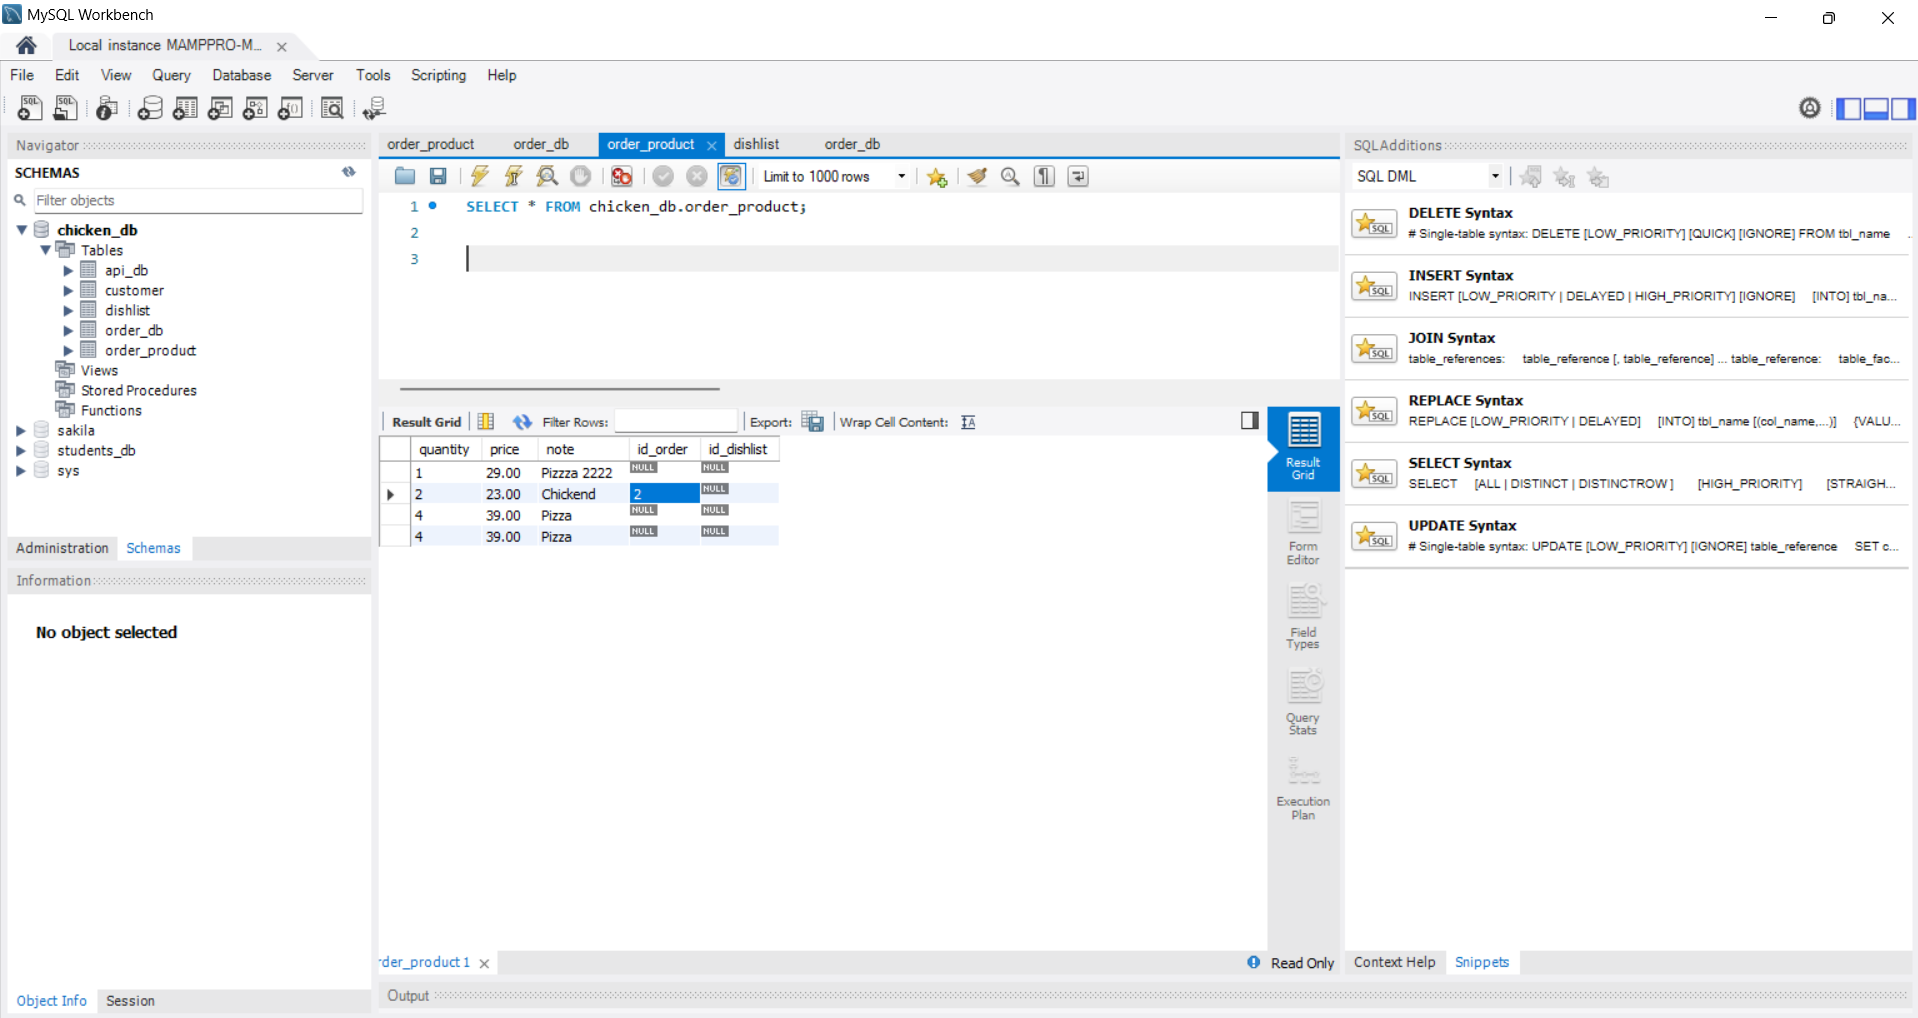 MySQL Workbench
Local instance MAMPPRO-M...
File Edit View Query Database Server Tools Scripting Help
Navigator
SCHEMAS
Filter objects
chicken_db
Tables
api_db
customer
dishlist
order_db
order_product
Views
Stored Procedures
Functions
sakila
students_db
sys
Administration Schemas
Information
No object selected
Object Info Session
order_product order_db order_product dishlist order_db
Limit to 1000 rows
1 SELECT * FROM chicken_db.order_product;
2
3
Result Grid Filter Rows: Export: Wrap Cell Content:
quantity price note id_order id_dishlist
1 29.00 Pizzza 2222 NULL NULL
2 23.00 Chickend 2 NULL
4 39.00 Pizza NULL NULL
4 39.00 Pizza NULL NULL
Result Grid
Form Editor
Field Types
Query Stats
Execution Plan
rder_product 1
Read Only
Output
SQLAdditions
SQL DML
DELETE Syntax
# Single-table syntax: DELETE [LOW_PRIORITY] [QUICK] [IGNORE] FROM tbl_name ..
INSERT Syntax
INSERT [LOW_PRIORITY | DELAYED | HIGH_PRIORITY] [IGNORE] [INTO] tbl_na...
JOIN Syntax
table_references: table_reference [, table_reference] ... table_reference: table_fac...
REPLACE Syntax
REPLACE [LOW_PRIORITY | DELAYED] [INTO] tbl_name [(col_name,...)] {VALU...
SELECT Syntax
SELECT [ALL | DISTINCT | DISTINCTROW ] [HIGH_PRIORITY] [STRAIGH...
UPDATE Syntax
# Single-table syntax: UPDATE [LOW_PRIORITY] [IGNORE] table_reference SET c...
Context Help Snippets